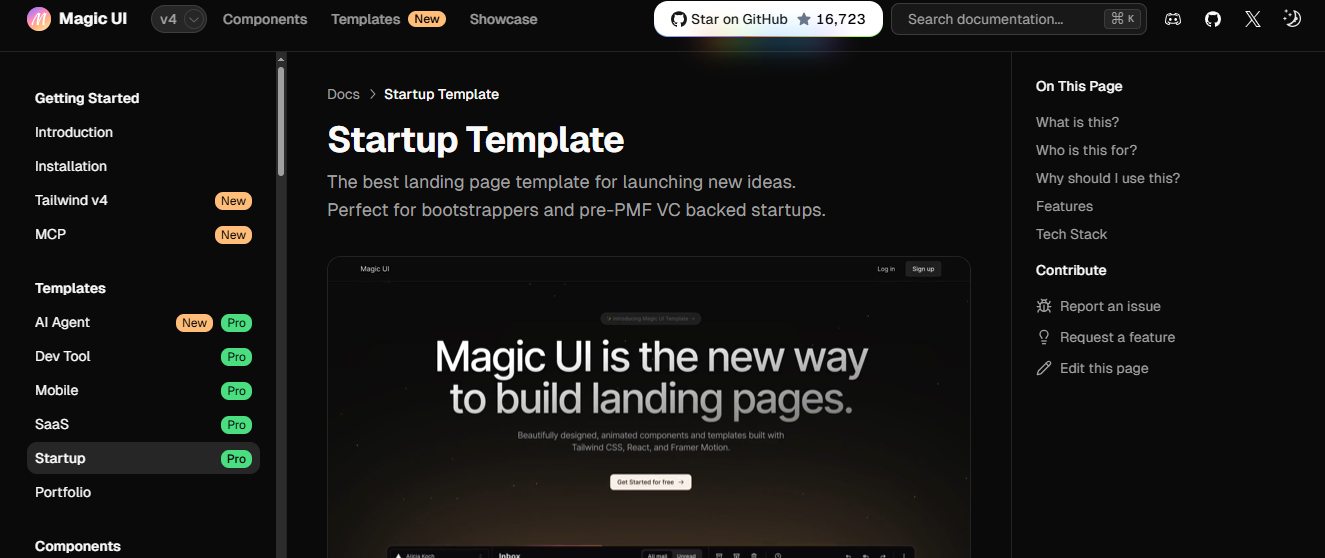 Magic UI
v4
Components
Templates New
Showcase
Star on GitHub 16,723
Search documentation...
⌘ K
Getting Started
Introduction
Installation
Tailwind v4 New
MCP New
Templates
AI Agent New Pro
Dev Tool Pro
Mobile Pro
SaaS Pro
Startup Pro
Portfolio
Components
Docs > Startup Template
Startup Template
The best landing page template for launching new ideas.
Perfect for bootstrappers and pre-PMF VC backed startups.
Magic UI
Log in
Sign up
Introducing Magic UI Template
Magic UI is the new way
to build landing pages.
Beautifully designed, animated components and templates built with
Tailwind CSS, React, and Framer Motion.
Get Started for free →
Alicia Koch
Inbox
All mail
Unread
On This Page
What is this?
Who is this for?
Why should I use this?
Features
Tech Stack
Contribute
Report an issue
Request a feature
Edit this page